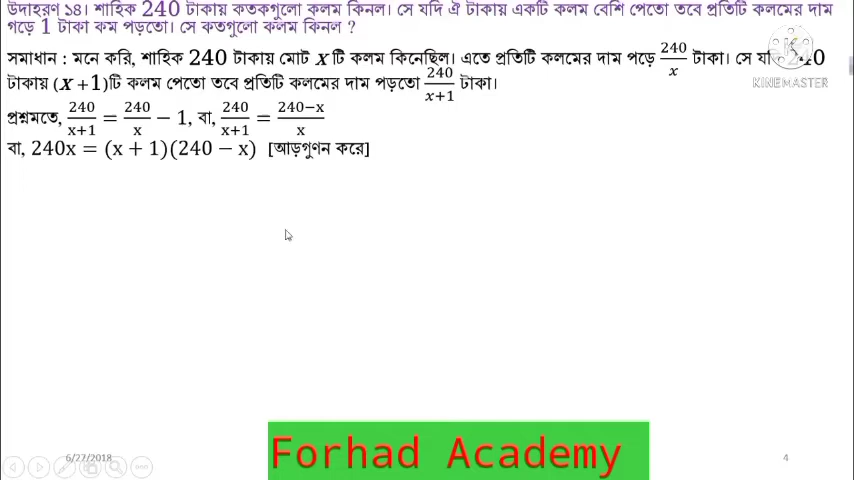 উদাহরণ ১৪। শাহিক 240 টাকায় কতকগুলো কলম কিনল। সে যদি ঐ টাকায় একটি কলম বেশি পেতো তবে প্রতিটি কলমের দাম
গড়ে 1 টাকা কম পড়তো। সে কতগুলো কলম কিনল ?
সমাধান : মনে করি, শাহিক 240 টাকায় মোট x টি কলম কিনেছিল। এতে প্রতিটি কলমের দাম পড়ে 240/x টাকা। সে যদি 240
টাকায় (x +1)টি কলম পেতো তবে প্রতিটি কলমের দাম পড়তো 240/x+1 টাকা।
প্রশ্নমতে, 240/x+1 = 240/x − 1, বা, 240/x+1 = 240−x/x
বা, 240x = (x + 1)(240 − x) [আড়গুণন করে]
KINEMASTER
Forhad Academy
6/27/2018
4